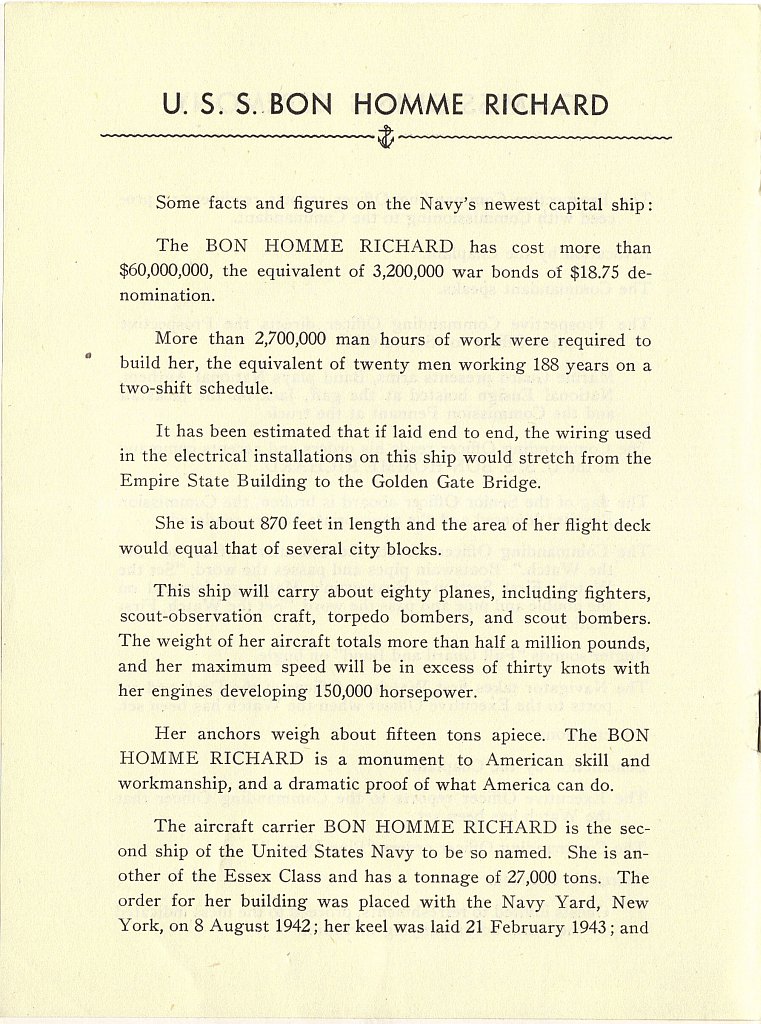 U. S. S. BON HOMME RICHARD
Some facts and figures on the Navy's newest capital ship:
The BON HOMME RICHARD has cost more than
$60,000,000, the equivalent of 3,200,000 war bonds of $18.75 de-
nomination.
More than 2,700,000 man hours of work were required to
build her, the equivalent of twenty men working 188 years on a
two-shift schedule.
It has been estimated that if laid end to end, the wiring used
in the electrical installations on this ship would stretch from the
Empire State Building to the Golden Gate Bridge.
She is about 870 feet in length and the area of her flight deck
would equal that of several city blocks.
This ship will carry about eighty planes, including fighters,
scout-observation craft, torpedo bombers, and scout bombers.
The weight of her aircraft totals more than half a million pounds,
and her maximum speed will be in excess of thirty knots with
her engines developing 150,000 horsepower.
Her anchors weigh about fifteen tons apiece. The BON
HOMME RICHARD is a monument to American skill and
workmanship, and a dramatic proof of what America can do.
The aircraft carrier BON HOMME RICHARD is the sec-
ond ship of the United States Navy to be so named. She is an-
other of the Essex Class and has a tonnage of 27,000 tons. The
order for her building was placed with the Navy Yard, New
York, on 8 August 1942; her keel was laid 21 February 1943; and